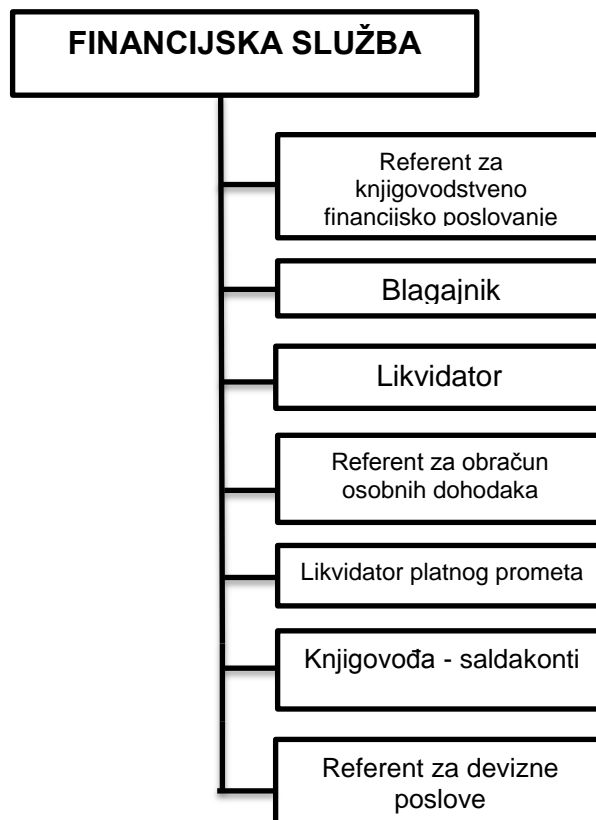 FINANCIJSKA SLUŽBA
Referent za
knjigovodstveno
financijsko poslovanje
Blagajnik
Likvidator
Referent za obračun
osobnih dohodaka
Likvidator platnog prometa
Knjigovođa - saldakonti
Referent za devizne
poslove